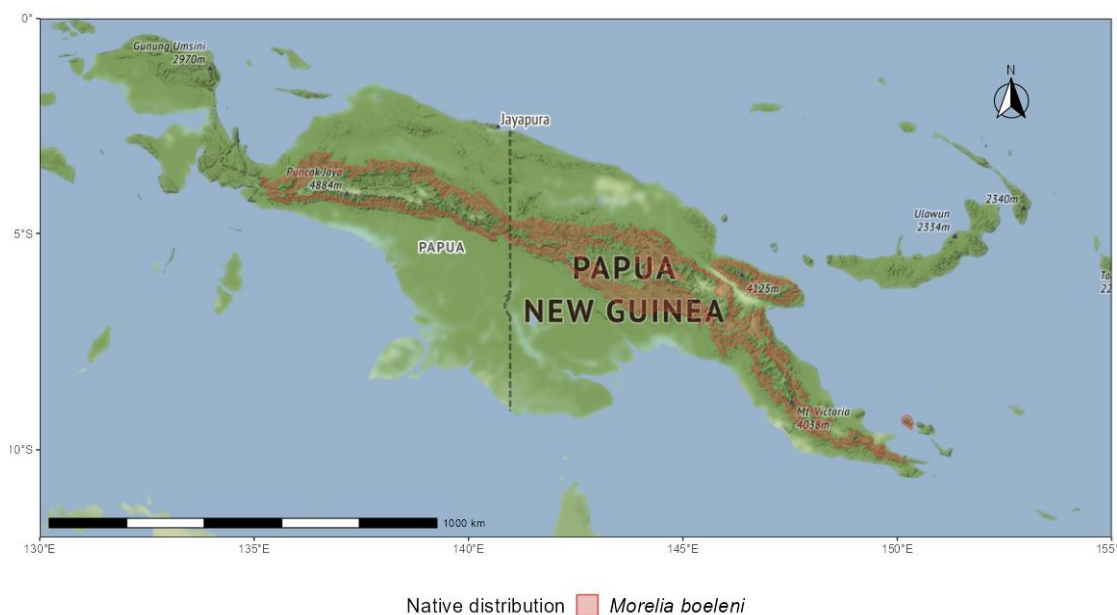 0°
Gunung Umsini
2970m
N
Jayapura
Puncak Jaya
4884m
2340m
Ulawun
2334m
5°S
PAPUA
PAPUA
4125m
NEW GUINEA
Mt. Victoria
4038m
10°S
1000 km
130°E
135°E
140°E
145°E
150°E
155°
Native distribution
Morelia boeleni